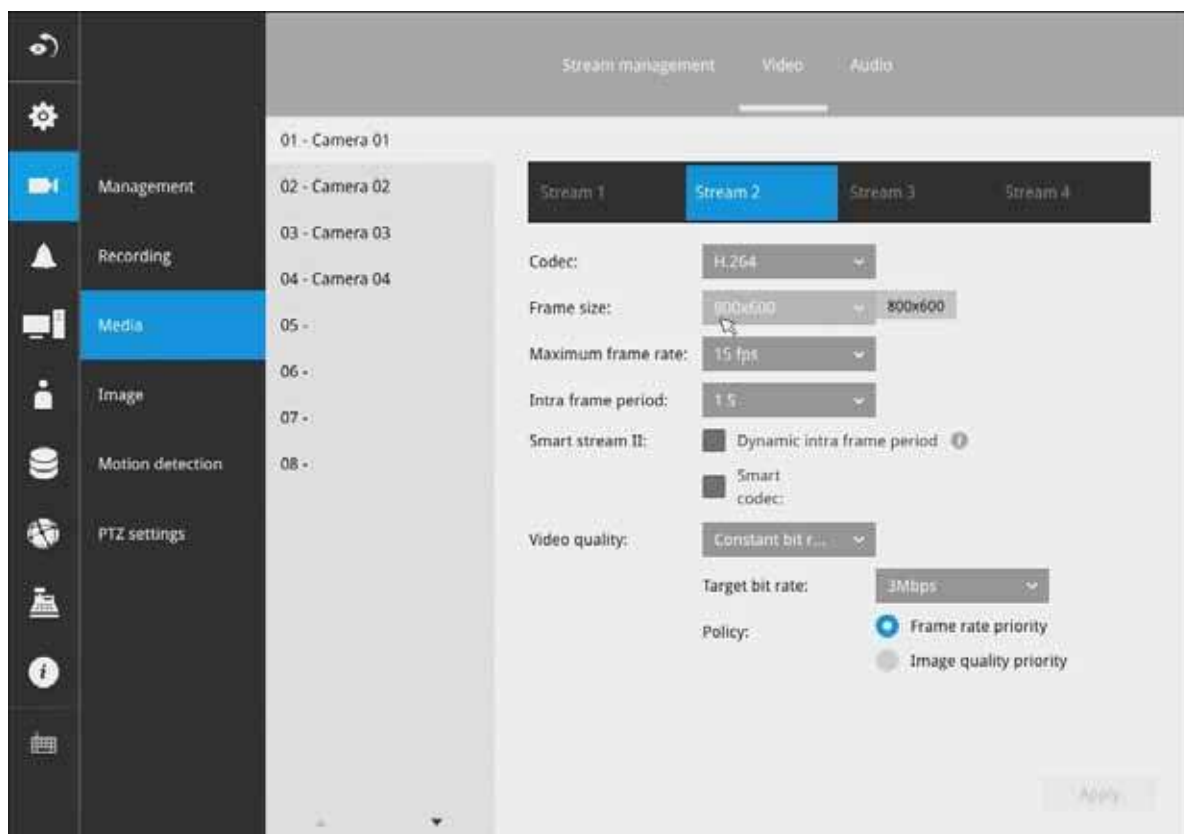 Stream management Video Audio
Management
Recording
Media
Image
Motion detection
PTZ settings
01 - Camera 01
02 - Camera 02
03 - Camera 03
04 - Camera 04
05 -
06 -
07 -
08 -
Stream 1 Stream 2 Stream 3 Stream 4
Codec: H.264
Frame size: 800x600 800x600
Maximum frame rate: 15 fps
Intra frame period: 1 S
Smart stream II: Dynamic intra frame period
Smart
codec:
Video quality: Constant bit r...
Target bit rate: 3Mbps
Policy: Frame rate priority
Image quality priority
Apply